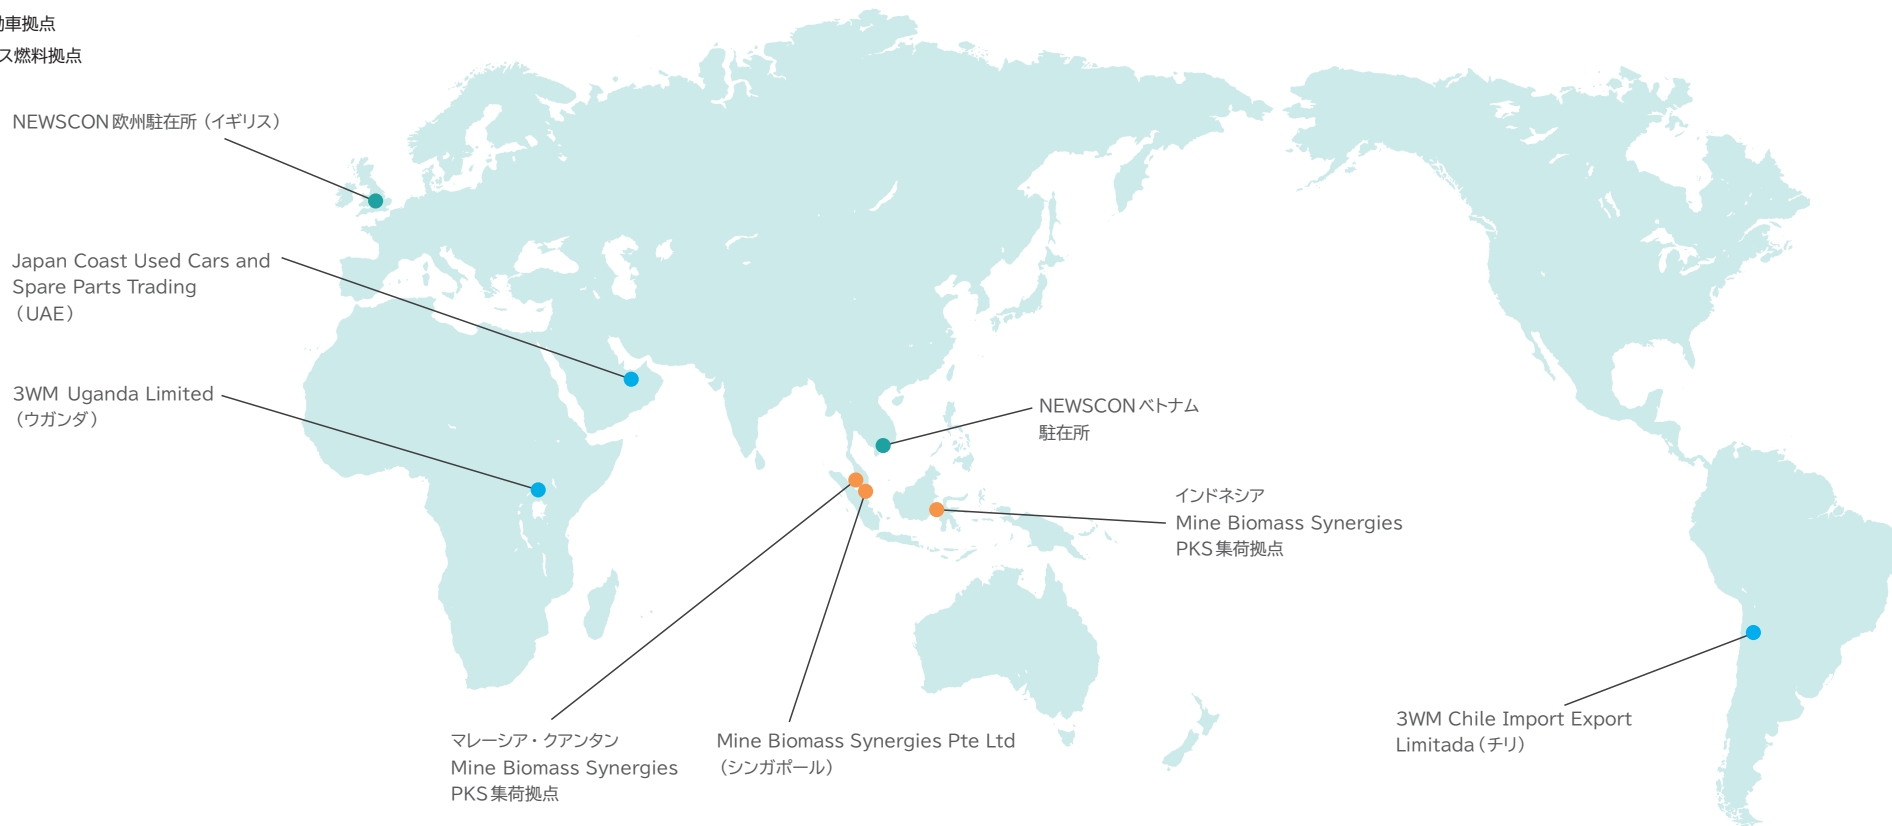 動車拠点
ス燃料拠点
NEWSCON欧州駐在所（イギリス）
Japan Coast Used Cars and
Spare Parts Trading
（UAE）
3WM Uganda Limited
（ウガンダ）
NEWSCONベトナム
駐在所
インドネシア
Mine Biomass Synergies
PKS集荷拠点
マレーシア・クアンタン
Mine Biomass Synergies
PKS集荷拠点
Mine Biomass Synergies Pte Ltd
（シンガポール）
3WM Chile Import Export
Limitada（チリ）